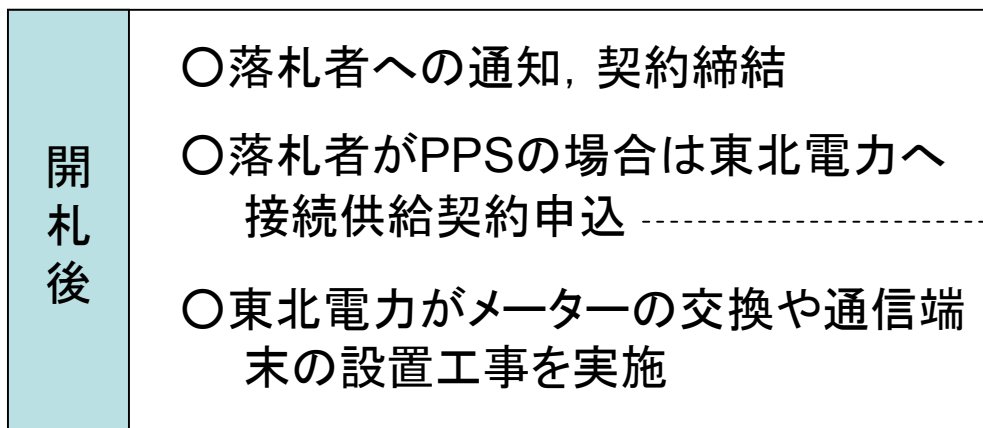 開札後
〇落札者への通知，契約締結
〇落札者がPPSの場合は東北電力へ
接続供給契約申込
〇東北電力がメーターの交換や通信端
末の設置工事を実施